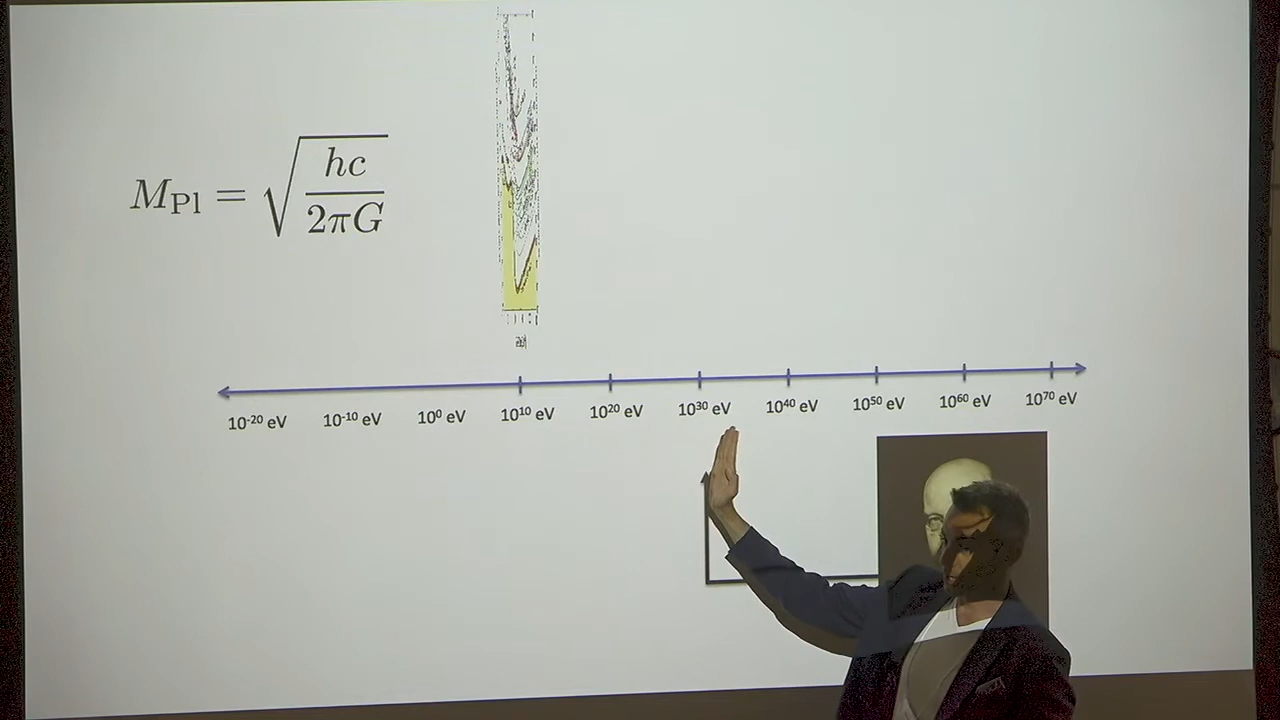 M_Pl = √(hc / 2πG)
10⁻²⁰ eV 10⁻¹⁰ eV 10⁰ eV 10¹⁰ eV 10²⁰ eV 10³⁰ eV 10⁴⁰ eV 10⁵⁰ eV 10⁶⁰ eV 10⁷⁰ eV